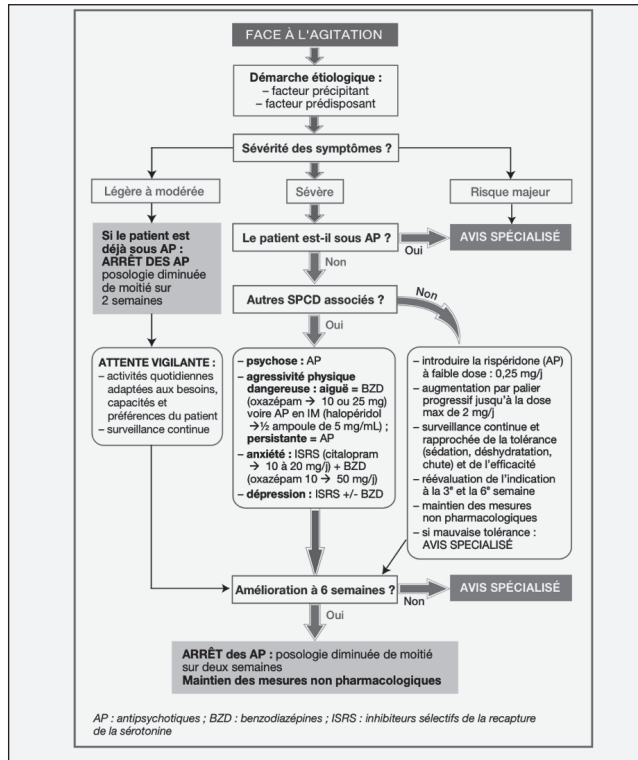 FACE À L'AGITATION
Démarche étiologique :
– facteur précipitant
– facteur prédisposant
Sévérité des symptômes ?
Légère à modérée
Sévère
Risque majeur
Si le patient est
déjà sous AP :
ARRÊT DES AP
posologie diminuée
de moitié sur
2 semaines
Le patient est-il sous AP ?
Oui
AVIS SPÉCIALISÉ
Non
Autres SPCD associés ?
Non
Oui
ATTENTE VIGILANTE :
– activités quotidiennes
adaptées aux besoins,
capacités et
préférences du patient
– surveillance continue
– psychose : AP
– agressivité physique
dangereuse : aiguë = BZD
(oxazépam → 10 ou 25 mg)
voire AP en IM (halopéridol
→½ ampoule de 5 mg/mL) ;
persistante = AP
– anxiété : ISRS (citalopram
→ 10 à 20 mg/j) + BZD
(oxazépam 10 → 50 mg/j)
– dépression : ISRS +/- BZD
– introduire la rispéridone (AP)
à faible dose : 0,25 mg/j
– augmentation par palier
progressif jusqu'à la dose
max de 2 mg/j
– surveillance continue et
rapprochée de la tolérance
(sédation, déshydratation,
chute) et de l'efficacité
– réévaluation de l'indication
à la 3e et la 6e semaine
– maintien des mesures
non pharmacologiques
– si mauvaise tolérance :
AVIS SPECIALISÉ
Amélioration à 6 semaines ?
Non
AVIS SPÉCIALISÉ
Oui
ARRÊT des AP : posologie diminuée de moitié
sur deux semaines
Maintien des mesures non pharmacologiques
AP : antipsychotiques ; BZD : benzodiazépines ; ISRS : inhibiteurs sélectifs de la recapture
de la sérotonine